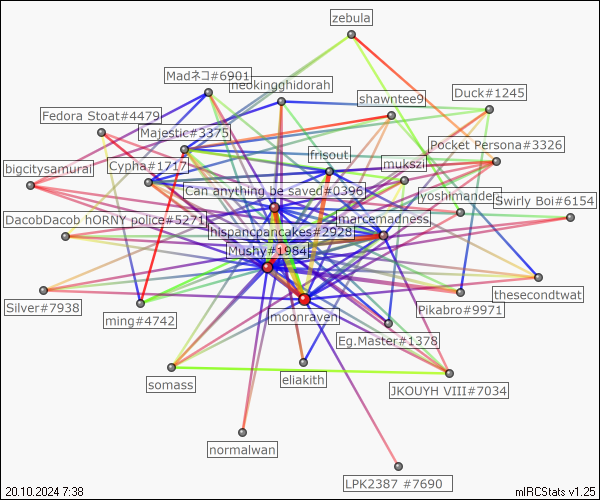 zebula
Madネコ#6901
neokingghidorah
shawntee9
Duck#1245
Fedora Stoat#4479
Majestic#3375
Pocket Persona#3326
frisout
mukszi
bigcitysamurai
Cypha#1717
Can anything be saved#0396
yoshimander
Swirly Boi#6154
DacobDacob hORNY police#5271
jmarcemadness
hispancpancakes#2928
Mushy#1984
Silver#7938
thesecondtwat
Pikabro#9971
ming#4742
moonraven
Eg.Master#1378
somass
eliakith
JKOUYH VIII#7034
normalwan
LPK2387 #7690
20.10.2024 7:38
mIRCStats v1.25